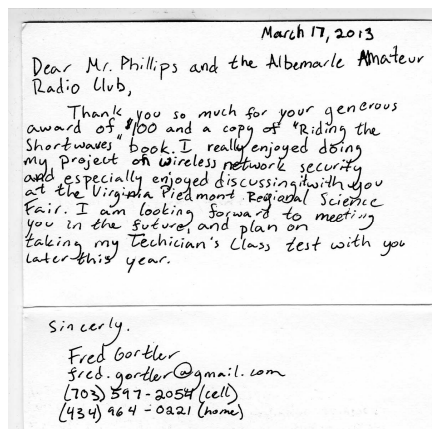 March 17, 2013
Dear Mr. Phillips and the Albemarle Amateur
Radio Club,
Thank you so much for your generous
award of $100 and a copy of "Riding the
Shortwaves" book. I really enjoyed doing
my project on wireless network security
and especially enjoyed discussing it with you
at the Virginia Piedmont Regional Science
Fair. I am looking forward to meeting
you in the future, and plan on
taking my Techician's Class test with you
later this year.
Sincerly.
Fred Gortler
fred.gortler@gmail.com
(703) 597-2054 (cell)
(434) 964-0221 (home)